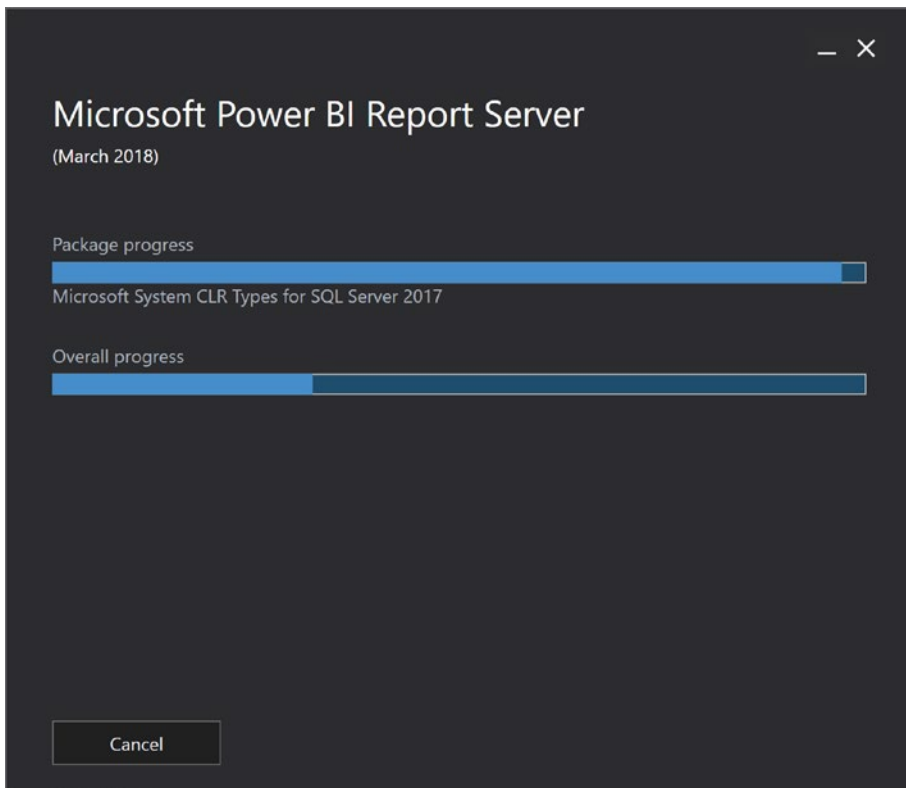 Microsoft Power BI Report Server
(March 2018)
Package progress
Microsoft System CLR Types for SQL Server 2017
Overall progress
Cancel